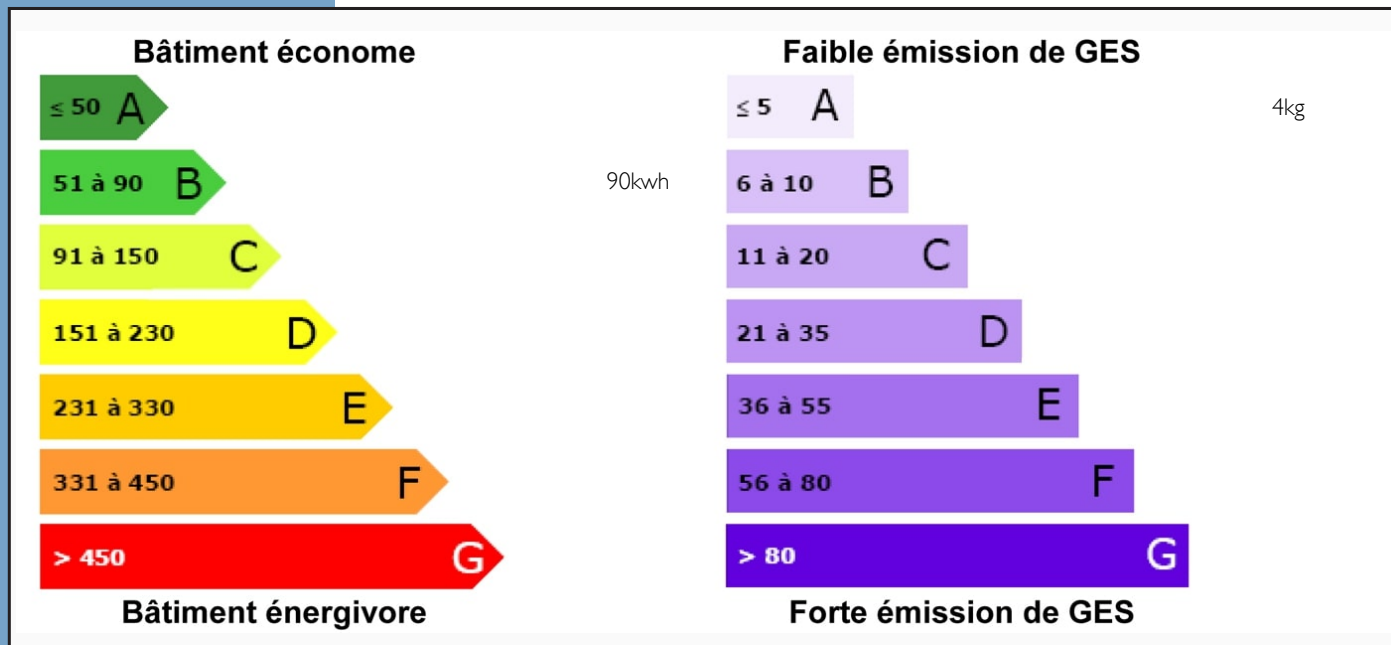 Bâtiment économe
≤ 50 A
51 à 90 B
90kwh
91 à 150 C
151 à 230 D
231 à 330 E
331 à 450 F
> 450 G
Bâtiment énergivore
Faible émission de GES
≤ 5 A
4kg
6 à 10 B
11 à 20 C
21 à 35 D
36 à 55 E
56 à 80 F
> 80 G
Forte émission de GES